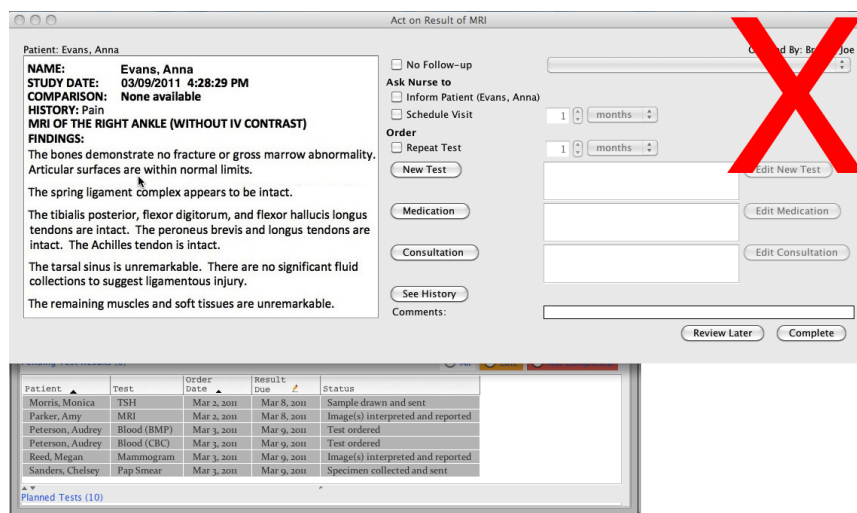 Act on Result of MRI
Patient: Evans, Anna
NAME: Evans, Anna
STUDY DATE: 03/09/2011 4:28:29 PM
COMPARISON: None available
HISTORY: Pain
MRI OF THE RIGHT ANKLE (WITHOUT IV CONTRAST)
FINDINGS:
The bones demonstrate no fracture or gross marrow abnormality.
Articular surfaces are within normal limits.
The spring ligament complex appears to be intact.
The tibialis posterior, flexor digitorum, and flexor hallucis longus
tendons are intact. The peroneus brevis and longus tendons are
intact. The Achilles tendon is intact.
The tarsal sinus is unremarkable. There are no significant fluid
collections to suggest ligamentous injury.
The remaining muscles and soft tissues are unremarkable.
By: Joe
No Follow-up
Ask Nurse to
Inform Patient (Evans, Anna)
Schedule Visit 1 months
Order
Repeat Test 1 months
New Test Edit New Test
Medication Edit Medication
Consultation Edit Consultation
See History
Comments:
Review Later Complete
Patient Test Order Date Result Due Status
Morris, Monica TSH Mar 2, 2011 Mar 8, 2011 Sample drawn and sent
Parker, Amy MRI Mar 2, 2011 Mar 8, 2011 Image(s) interpreted and reported
Peterson, Audrey Blood (BMP) Mar 3, 2011 Mar 9, 2011 Test ordered
Peterson, Audrey Blood (CBC) Mar 3, 2011 Mar 9, 2011 Test ordered
Reed, Megan Mammogram Mar 3, 2011 Mar 9, 2011 Image(s) interpreted and reported
Sanders, Chelsey Pap Smear Mar 3, 2011 Mar 9, 2011 Specimen collected and sent
Planned Tests (10)